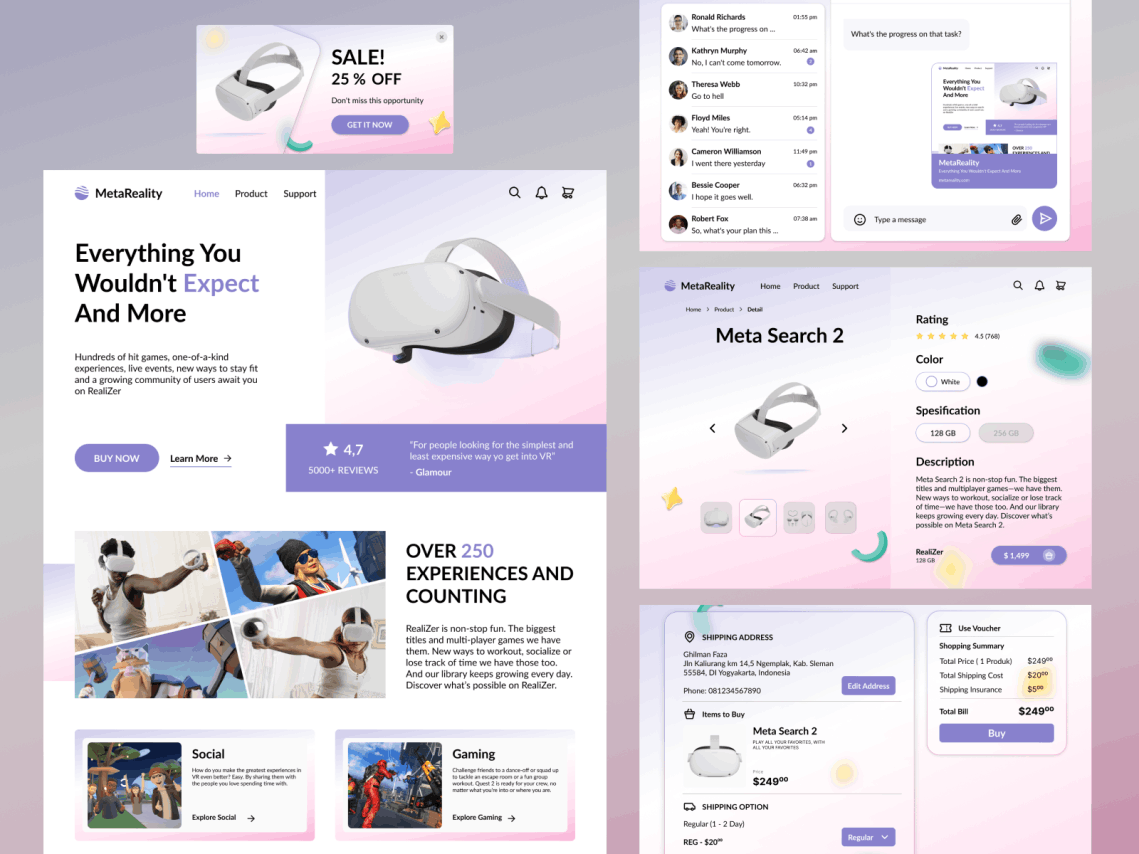 SALE!
25 % OFF
Don't miss this opportunity
GET IT NOW
MetaReality
Home
Product
Support
Everything You
Wouldn't Expect
And More
Hundreds of hit games, one-of-a-kind
experiences, live events, new ways to stay fit
and a growing community of users await you
on RealiZer
BUY NOW
Learn More
4,7
5000+ REVIEWS
"For people looking for the simplest and
least expensive way yo get into VR"
- Glamour
OVER 250
EXPERIENCES AND
COUNTING
RealiZer is non-stop fun. The biggest
titles and multi-player games we have
them. New ways to workout, socialize or
lose track of time we have those too.
And our library keeps growing every day.
Discover what's possible on RealiZer.
Social
How do you make the greatest experiences in
VR even better? Easy. By sharing them with
the people you love spending time with.
Explore Social
Gaming
Challenge friends to a dance-off or squad up
to tackle an escape room or a fun group
workout. Quest 2 is ready for your crew, no
matter what you're into or where you are.
Explore Gaming
Ronald Richards
01:55 pm
What's the progress on ...
Kathryn Murphy
06:42 am
No, I can't come tomorrow.
Theresa Webb
10:32 pm
Go to hell
Floyd Miles
05:14 pm
Yeah! You're right.
4
Cameron Williamson
11:49 pm
I went there yesterday
1
Bessie Cooper
06:32 pm
I hope it goes well.
Robert Fox
07:38 am
So, what's your plan this ...
What's the progress on that task?
MetaReality
Home
Product
Support
Everything You
Wouldn't Expect
And More
OVER 250
EXPERIENCES AND
MetaReality
Everything You Wouldn't Expect And More
metareality.com
Type a message
MetaReality
Home
Product
Support
Home > Product > Detail
Meta Search 2
Rating
4.5 (768)
Color
White
Spesification
128 GB
256 GB
Description
Meta Search 2 is non-stop fun. The biggest
titles and multiplayer games—we have them.
New ways to workout, socialize or lose track
of time—we have those too. And our library
keeps growing every day. Discover what's
possible on Meta Search 2.
RealiZer
128 GB
$ 1,499
SHIPPING ADDRESS
Ghilman Faza
Jln Kaliurang km 14,5 Ngemplak, Kab. Sleman
55584, DI Yogyakarta, Indonesia
Phone: 081234567890
Edit Address
Items to Buy
Meta Search 2
PLAY ALL YOUR FAVORITES, WITH
ALL YOUR FAVORITES
Price
$249⁰⁰
SHIPPING OPTION
Regular (1 - 2 Day)
REG - $20⁰⁰
Regular
Use Voucher
Shopping Summary
Total Price ( 1 Produk)
$249⁰⁰
Total Shipping Cost
$20⁰⁰
Shipping Insurance
$5⁰⁰
Total Bill
$249⁰⁰
Buy